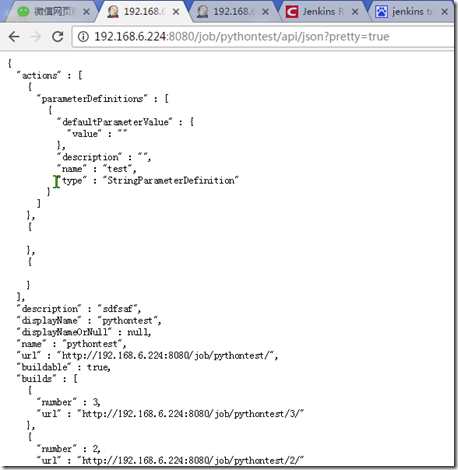 微信网页
192.168.6.224:8
192.168.6.224:8
Jenkins R
jenkins tr
192.168.6.224:8080/job/pythontest/api/json?pretty=true
{
"actions" : [
{
"parameterDefinitions" : [
{
"defaultParameterValue" : {
"value" : ""
},
"description" : "",
"name" : "test",
"type" : "StringParameterDefinition"
}
]
},
{
},
{
}
],
"description" : "sdfsaf",
"displayName" : "pythontest",
"displayNameOrNull" : null,
"name" : "pythontest",
"url" : "http://192.168.6.224:8080/job/pythontest/",
"buildable" : true,
"builds" : [
{
"number" : 3,
"url" : "http://192.168.6.224:8080/job/pythontest/3/"
},
{
"number" : 2,
"url" : "http://192.168.6.224:8080/job/pythontest/2/"